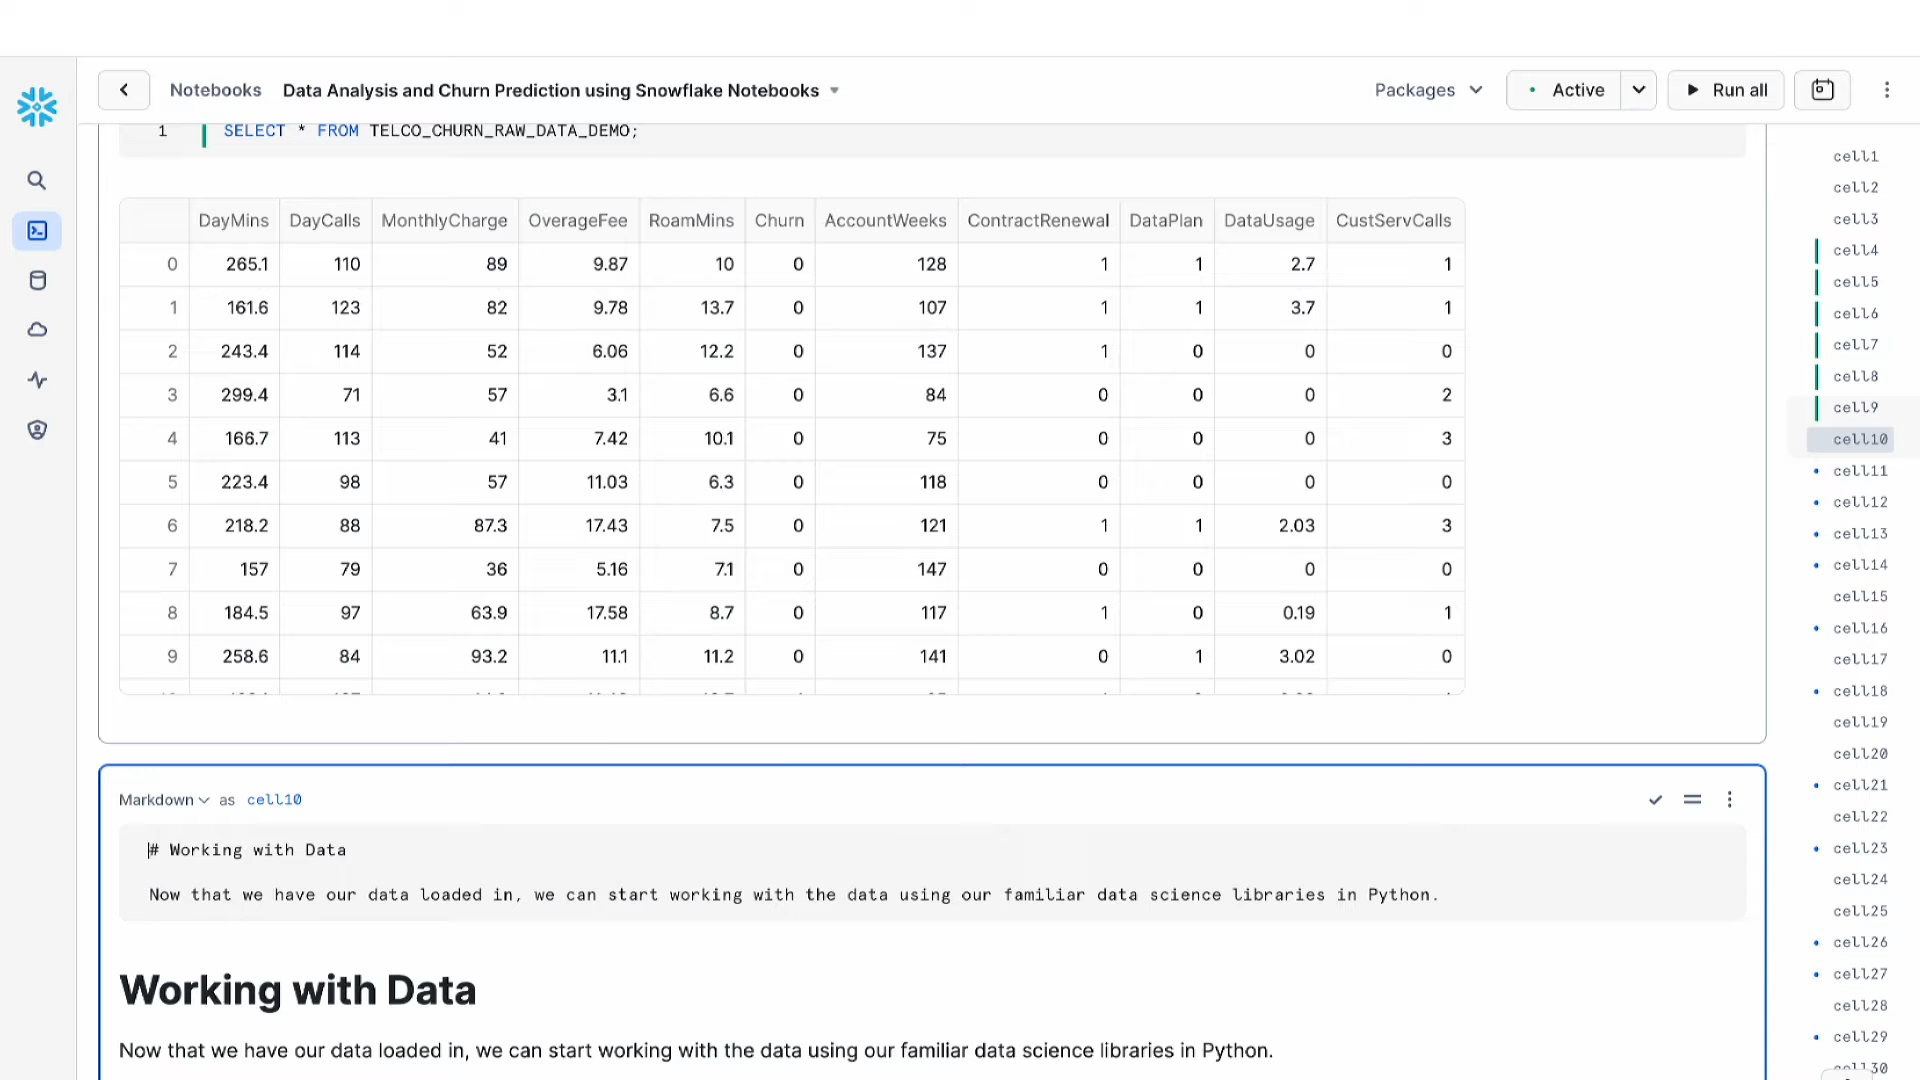 Notebooks Data Analysis and Churn Prediction using Snowflake Notebooks Packages Active Run all
1 SELECT * FROM TELCO_CHURN_RAW_DATA_DEMO;
DayMins DayCalls MonthlyCharge OverageFee RoamMins Churn AccountWeeks ContractRenewal DataPlan DataUsage CustServCalls
0 265.1 110 89 9.87 10 0 128 1 1 2.7 1
1 161.6 123 82 9.78 13.7 0 107 1 1 3.7 1
2 243.4 114 52 6.06 12.2 0 137 1 0 0 0
3 299.4 71 57 3.1 6.6 0 84 0 0 0 2
4 166.7 113 41 7.42 10.1 0 75 0 0 0 3
5 223.4 98 57 11.03 6.3 0 118 0 0 0 0
6 218.2 88 87.3 17.43 7.5 0 121 1 1 2.03 3
7 157 79 36 5.16 7.1 0 147 0 0 0 0
8 184.5 97 63.9 17.58 8.7 0 117 1 0 0.19 1
9 258.6 84 93.2 11.1 11.2 0 141 0 1 3.02 0
Markdown as cell10
# Working with Data
Now that we have our data loaded in, we can start working with the data using our familiar data science libraries in Python.
Working with Data
Now that we have our data loaded in, we can start working with the data using our familiar data science libraries in Python.
cell1
cell2
cell3
cell4
cell5
cell6
cell7
cell8
cell9
cell10
cell11
cell12
cell13
cell14
cell15
cell16
cell17
cell18
cell19
cell20
cell21
cell22
cell23
cell24
cell25
cell26
cell27
cell28
cell29
cell30